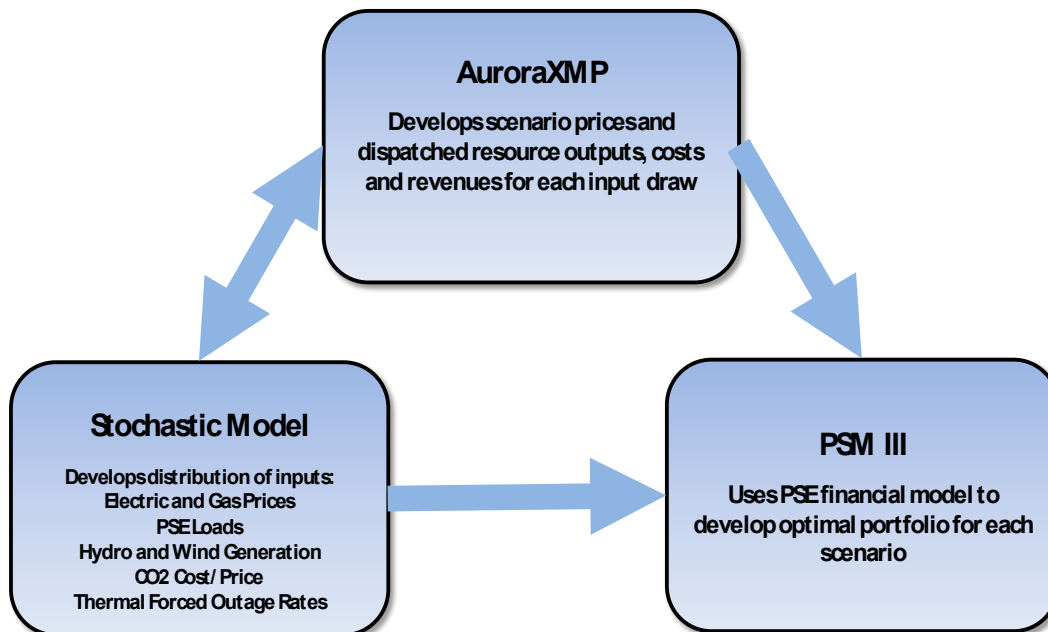 AuroraXMP
Develops scenario prices and
dispatched resource outputs, costs
and revenues for each input draw
Stochastic Model
Develops distribution of inputs:
Electric and Gas Prices
PSE Loads
Hydro and Wind Generation
CO2 Cost/ Price
Thermal Forced Outage Rates
PSM III
Uses PSE financial model to
develop optimal portfolio for each
scenario